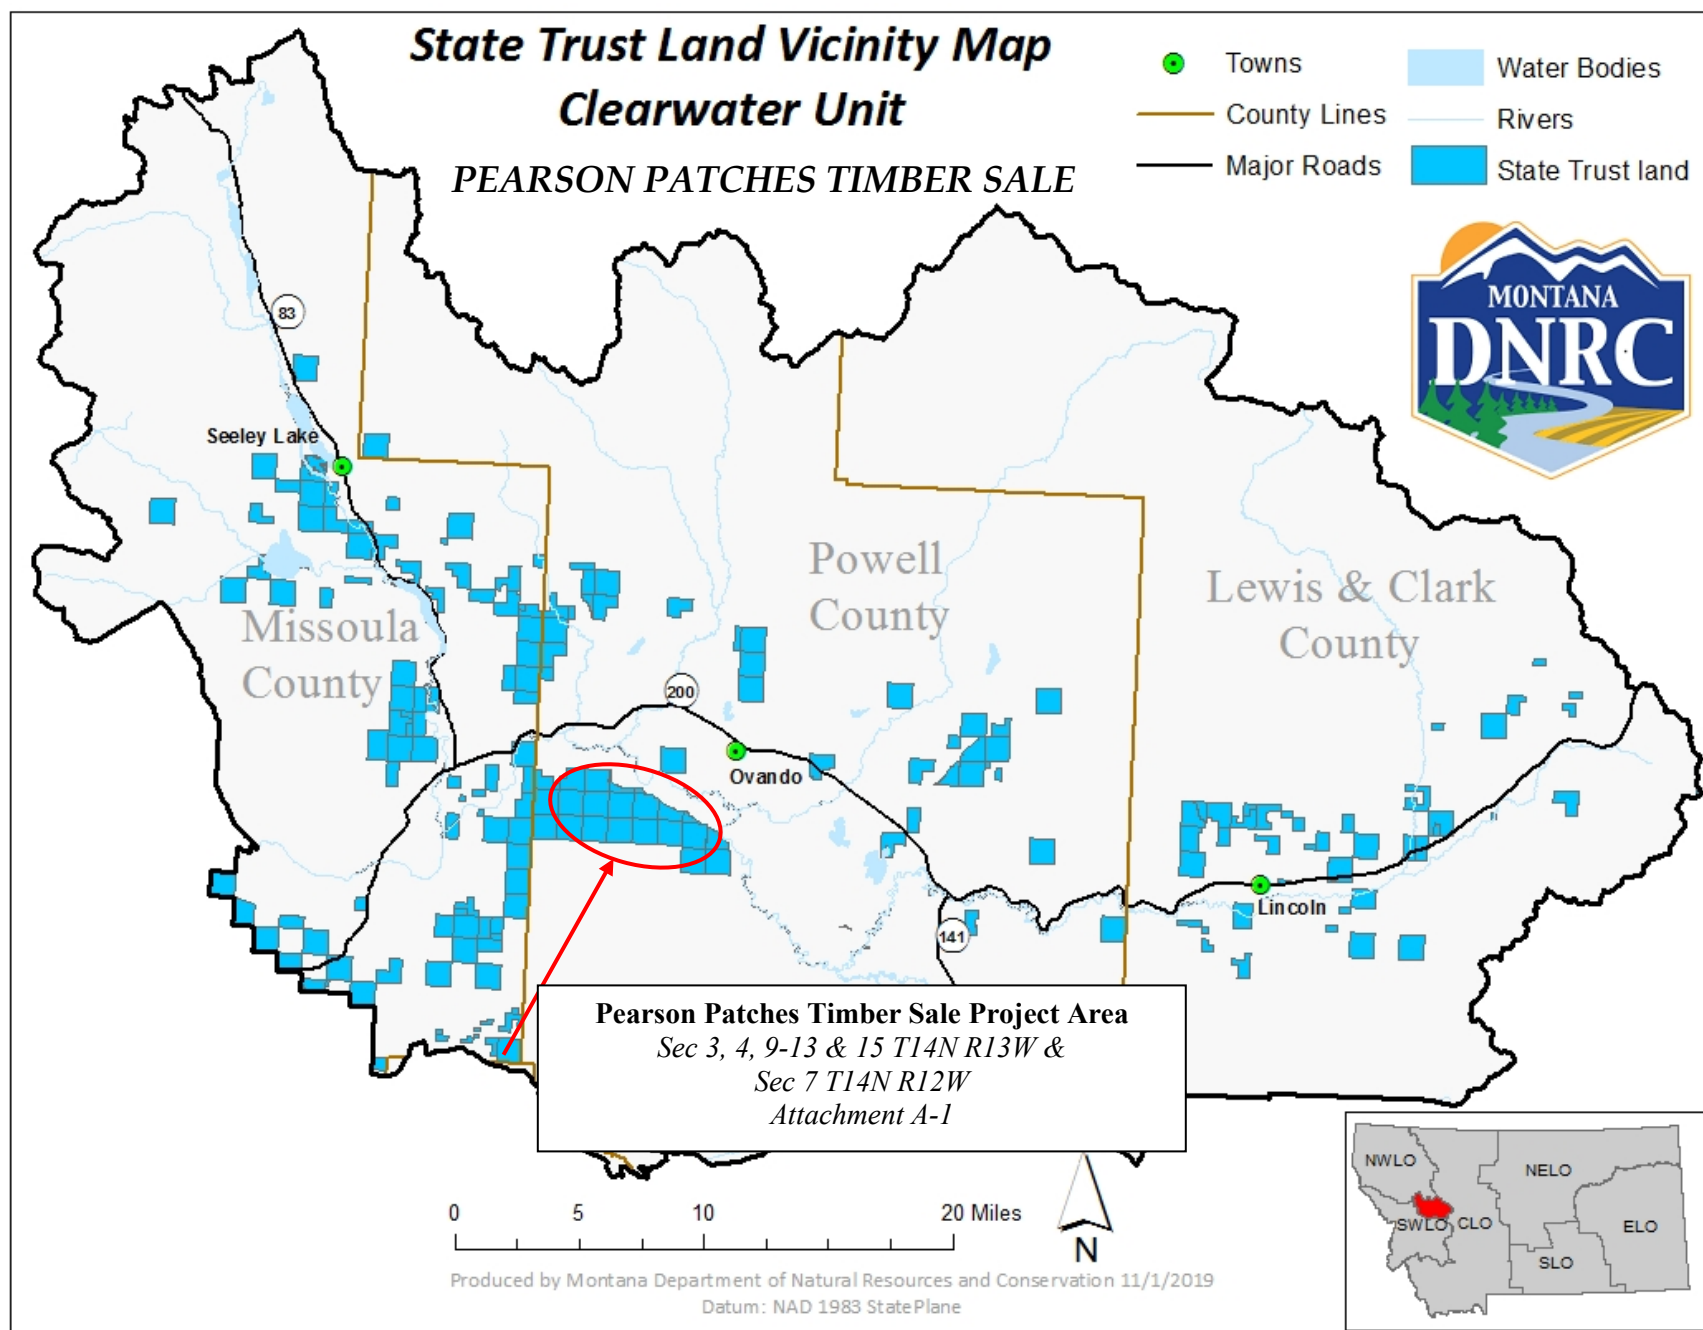 State Trust Land Vicinity Map
Clearwater Unit
PEARSON PATCHES TIMBER SALE
Towns
County Lines
Major Roads
Water Bodies
Rivers
State Trust land
MONTANA
DNRC
83
Seeley Lake
Missoula
County
Powell
County
Lewis & Clark
County
200
Ovando
141
Lincoln
Pearson Patches Timber Sale Project Area
Sec 3, 4, 9-13 & 15 T14N R13W &
Sec 7 T14N R12W
Attachment A-1
0 5 10 20 Miles
N
Produced by Montana Department of Natural Resources and Conservation 11/1/2019
Datum: NAD 1983 StatePlane
NWLO
NELO
SWLO
CLO
ELO
SLO